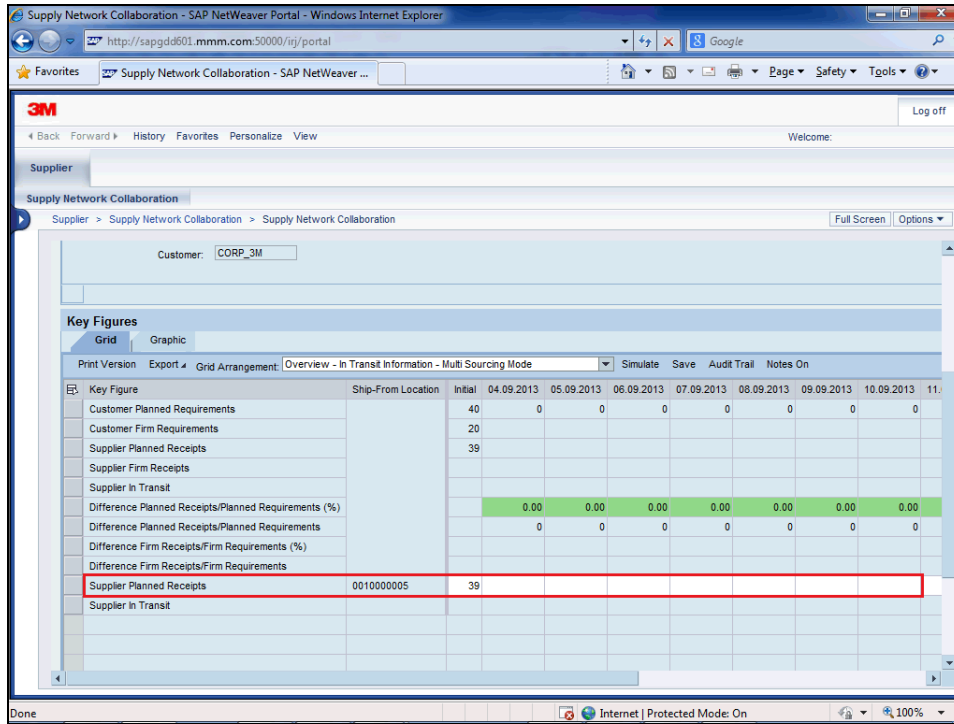 Supply Network Collaboration - SAP NetWeaver Portal - Windows Internet Explorer
http://sapgdd601.mmm.com:50000/irj/portal
Google
Favorites
Supply Network Collaboration - SAP NetWeaver ...
Page Safety Tools
3M
Log off
Back Forward History Favorites Personalize View
Welcome:
Supplier
Supply Network Collaboration
Supplier > Supply Network Collaboration > Supply Network Collaboration
Full Screen Options
Customer: CORP_3M
Key Figures
Grid Graphic
Print Version Export Grid Arrangement: Overview - In Transit Information - Multi Sourcing Mode Simulate Save Audit Trail Notes On
Key Figure Ship-From Location Initial 04.09.2013 05.09.2013 06.09.2013 07.09.2013 08.09.2013 09.09.2013 10.09.2013 11.
Customer Planned Requirements 40 0 0 0 0 0 0 0
Customer Firm Requirements 20
Supplier Planned Receipts 39
Supplier Firm Receipts
Supplier In Transit
Difference Planned Receipts/Planned Requirements (%) 0.00 0.00 0.00 0.00 0.00 0.00 0.00
Difference Planned Receipts/Planned Requirements 0 0 0 0 0 0 0
Difference Firm Receipts/Firm Requirements (%)
Difference Firm Receipts/Firm Requirements
Supplier Planned Receipts 0010000005 39
Supplier In Transit
Done
Internet | Protected Mode: On
100%